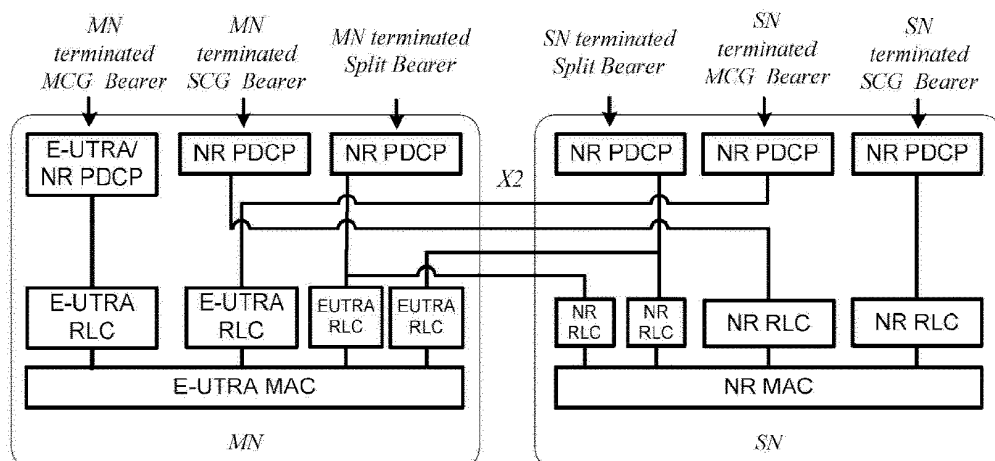 MN terminated MCG Bearer
MN terminated SCG Bearer
MN terminated Split Bearer
SN terminated Split Bearer
SN terminated MCG Bearer
SN terminated SCG Bearer
E-UTRA/ NR PDCP
NR PDCP
NR PDCP
X2
NR PDCP
NR PDCP
NR PDCP
E-UTRA RLC
E-UTRA RLC
EUTRA RLC
EUTRA RLC
NR RLC
NR RLC
NR RLC
NR RLC
E-UTRA MAC
NR MAC
MN
SN